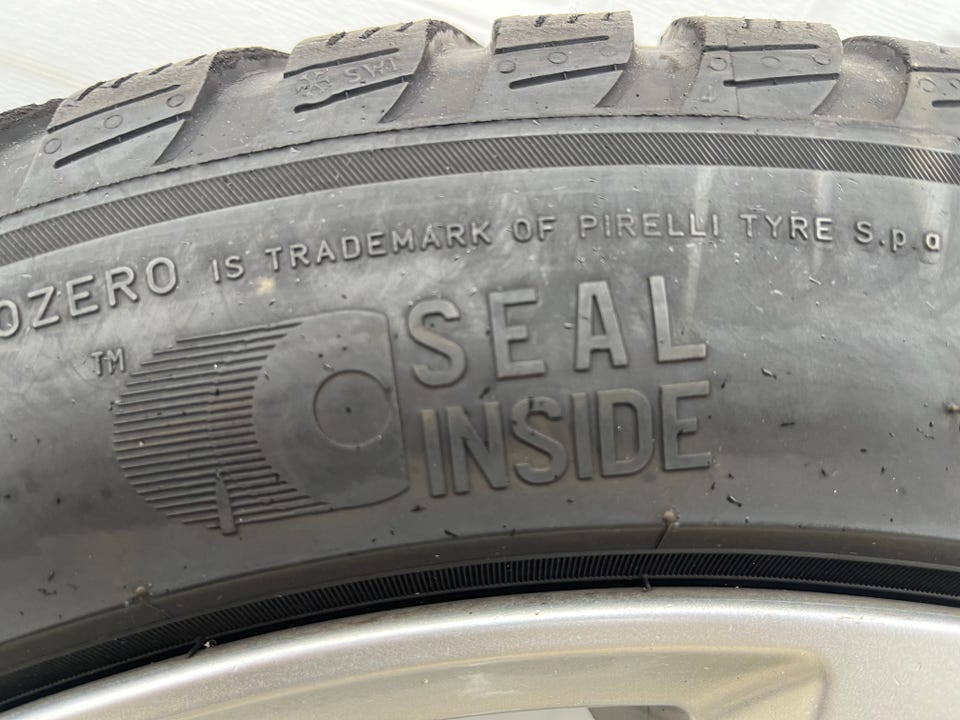 OZERO IS TRADEMARK OF PIRELLI TYRE S.p.a
TM
SEAL
INSIDE